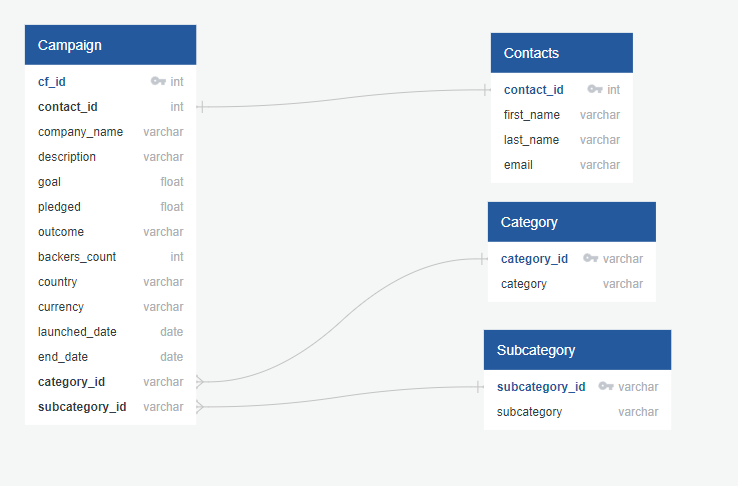 Campaign
cf_id int
contact_id int
company_name varchar
description varchar
goal float
pledged float
outcome varchar
backers_count int
country varchar
currency varchar
launched_date date
end_date date
category_id varchar
subcategory_id varchar
Contacts
contact_id int
first_name varchar
last_name varchar
email varchar
Category
category_id varchar
category varchar
Subcategory
subcategory_id varchar
subcategory varchar